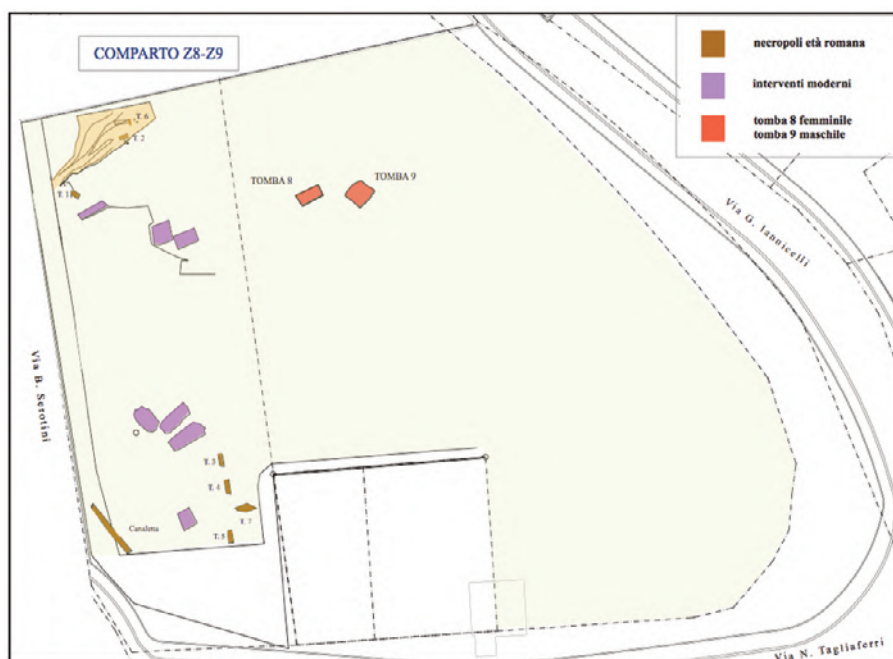 COMPARTO Z8-Z9
necropoli età romana
interventi moderni
tomba 8 femminile
tomba 9 maschile
T. 6
T. 2
T. 1
TOMBA 8
TOMBA 9
Via G. Iannicelli
Via B. Serotini
T. 3
T. 4
T. 7
T. 5
Canaletta
Via N. Tagliaferri